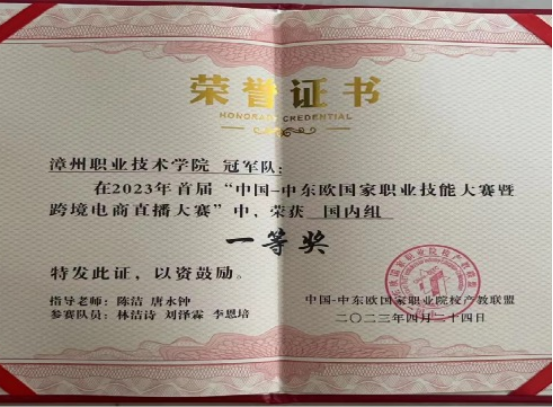 荣誉证书
HONORARY CREDENTIAL
漳州职业技术学院 冠军队：
在2023年首届“中国-中东欧国家职业技能大赛暨
跨境电商直播大赛”中，荣获 国内组
一等奖
特发此证，以资鼓励。
指导老师：陈洁 唐永钟
参赛队员：林洁诗 刘泽霖 李恩培
中国-中东欧国家职业院校产教联盟
二〇二三年四月二十四日